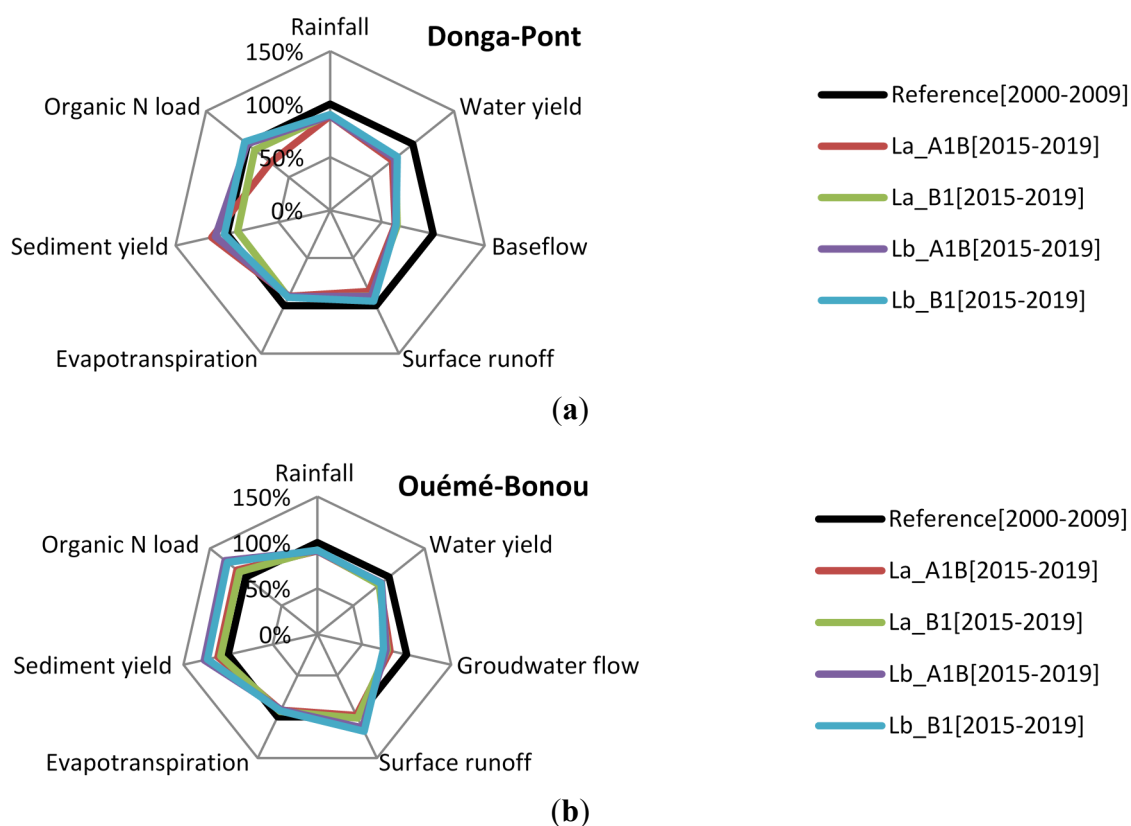 Rainfall
Donga-Pont
150%
Organic N load
Water yield
100%
50%
0%
Sediment yield
Baseflow
Evapotranspiration
Surface runoff
Reference[2000-2009]
La_A1B[2015-2019]
La_B1[2015-2019]
Lb_A1B[2015-2019]
Lb_B1[2015-2019]
(a)
Rainfall
Ouémé-Bonou
150%
Organic N load
Water yield
100%
50%
0%
Sediment yield
Groudwater flow
Evapotranspiration
Surface runoff
Reference[2000-2009]
La_A1B[2015-2019]
La_B1[2015-2019]
Lb_A1B[2015-2019]
Lb_B1[2015-2019]
(b)